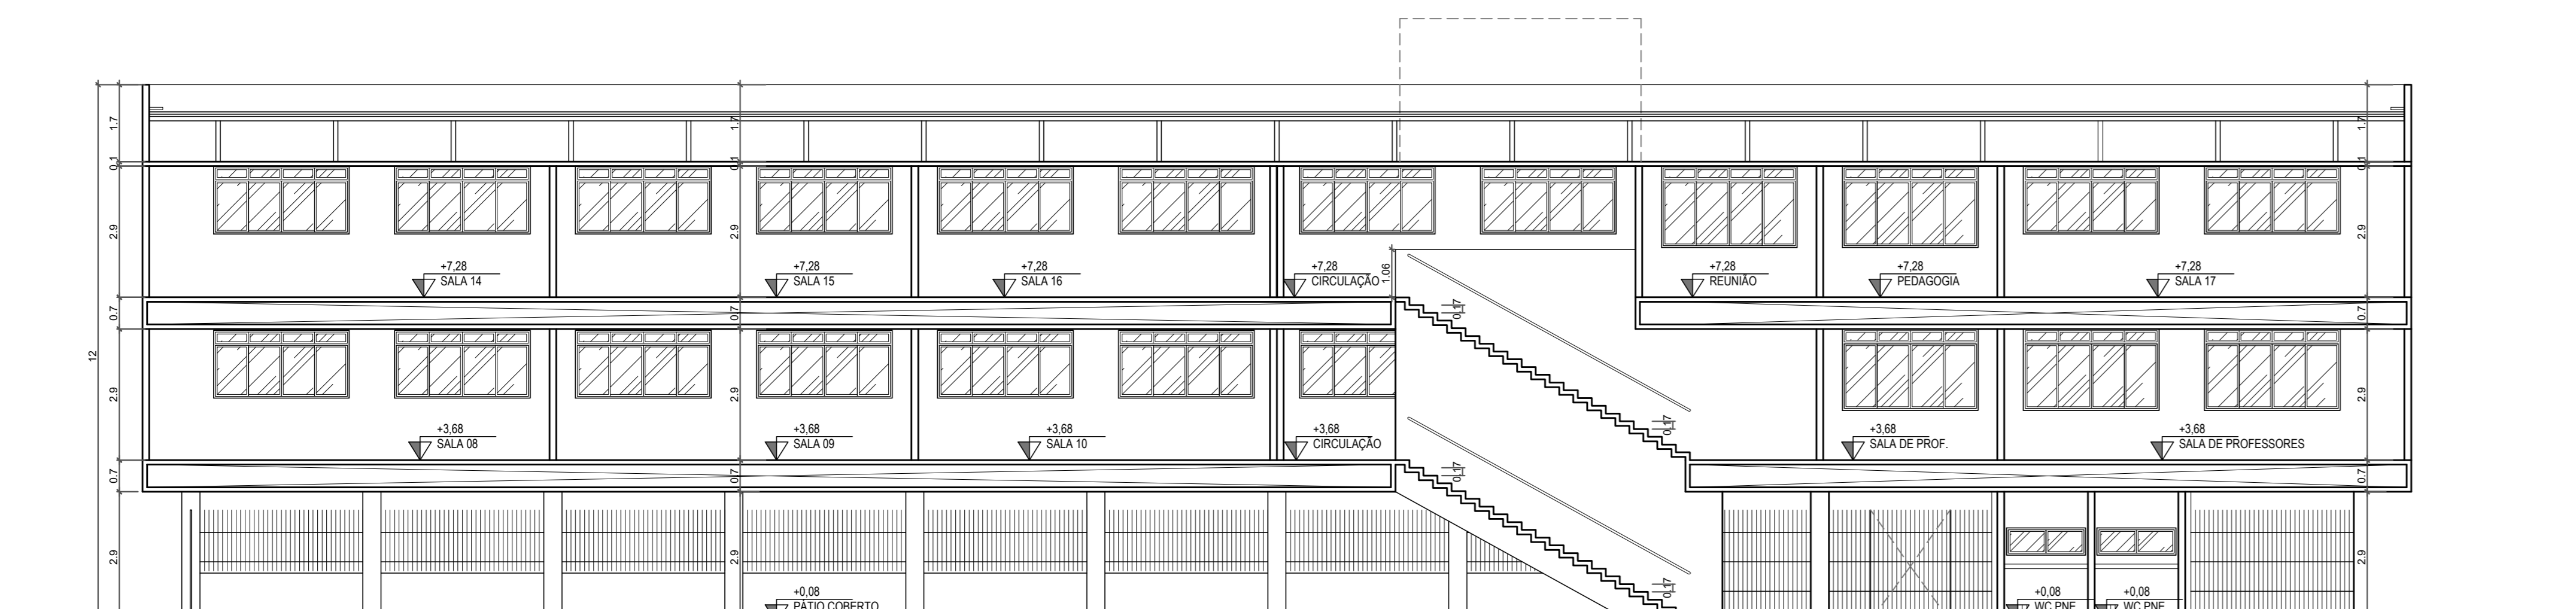 1.7
1.7
1.7
0.1
0.1
0.1
2.9
2.9
2.9
+7,28
SALA 14
+7,28
SALA 15
+7,28
SALA 16
+7,28
CIRCULAÇÃO
1.06
+7,28
REUNIÃO
+7,28
PEDAGOGIA
+7,28
SALA 17
0.7
0.7
0,17
0.7
12
2.9
2.9
2.9
+3,68
SALA 08
+3,68
SALA 09
+3,68
SALA 10
+3,68
CIRCULAÇÃO
0,17
+3,68
SALA DE PROF.
+3,68
SALA DE PROFESSORES
0.7
0.7
0,17
0.7
2.9
2.9
2.9
+0,08
PÁTIO COBERTO
0,17
+0,08
WC PNE
+0,08
WC PNE